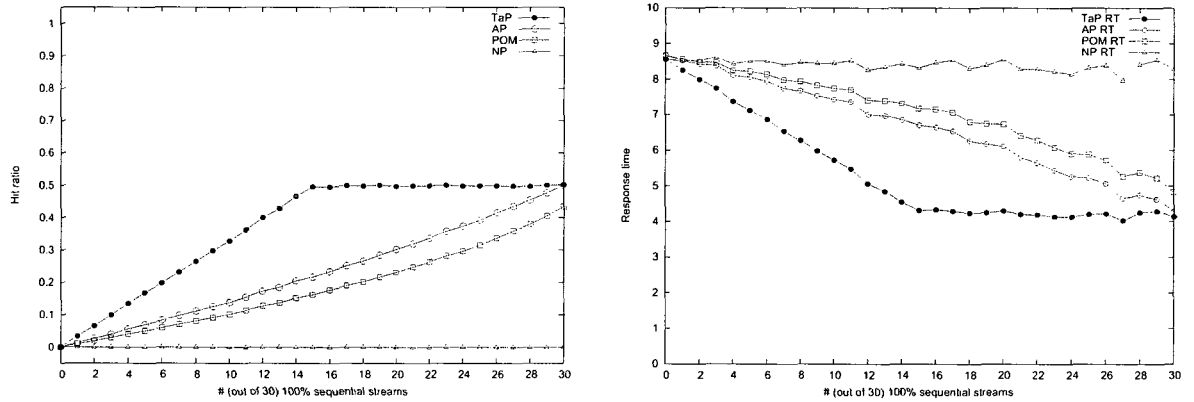 TaP
AP
POM
NP
1
0.9
0.8
0.7
0.6
0.5
0.4
0.3
0.2
0.1
0
Hit ratio
0 2 4 6 8 10 12 14 16 18 20 22 24 26 28 30
# (out of 30) 100% sequential streams
TaP RT
AP RT
POM RT
NP RT
10
9
8
7
6
5
4
3
2
1
0
Response time
0 2 4 6 8 10 12 14 16 18 20 22 24 26 28 30
# (out of 30) 100% sequential streams